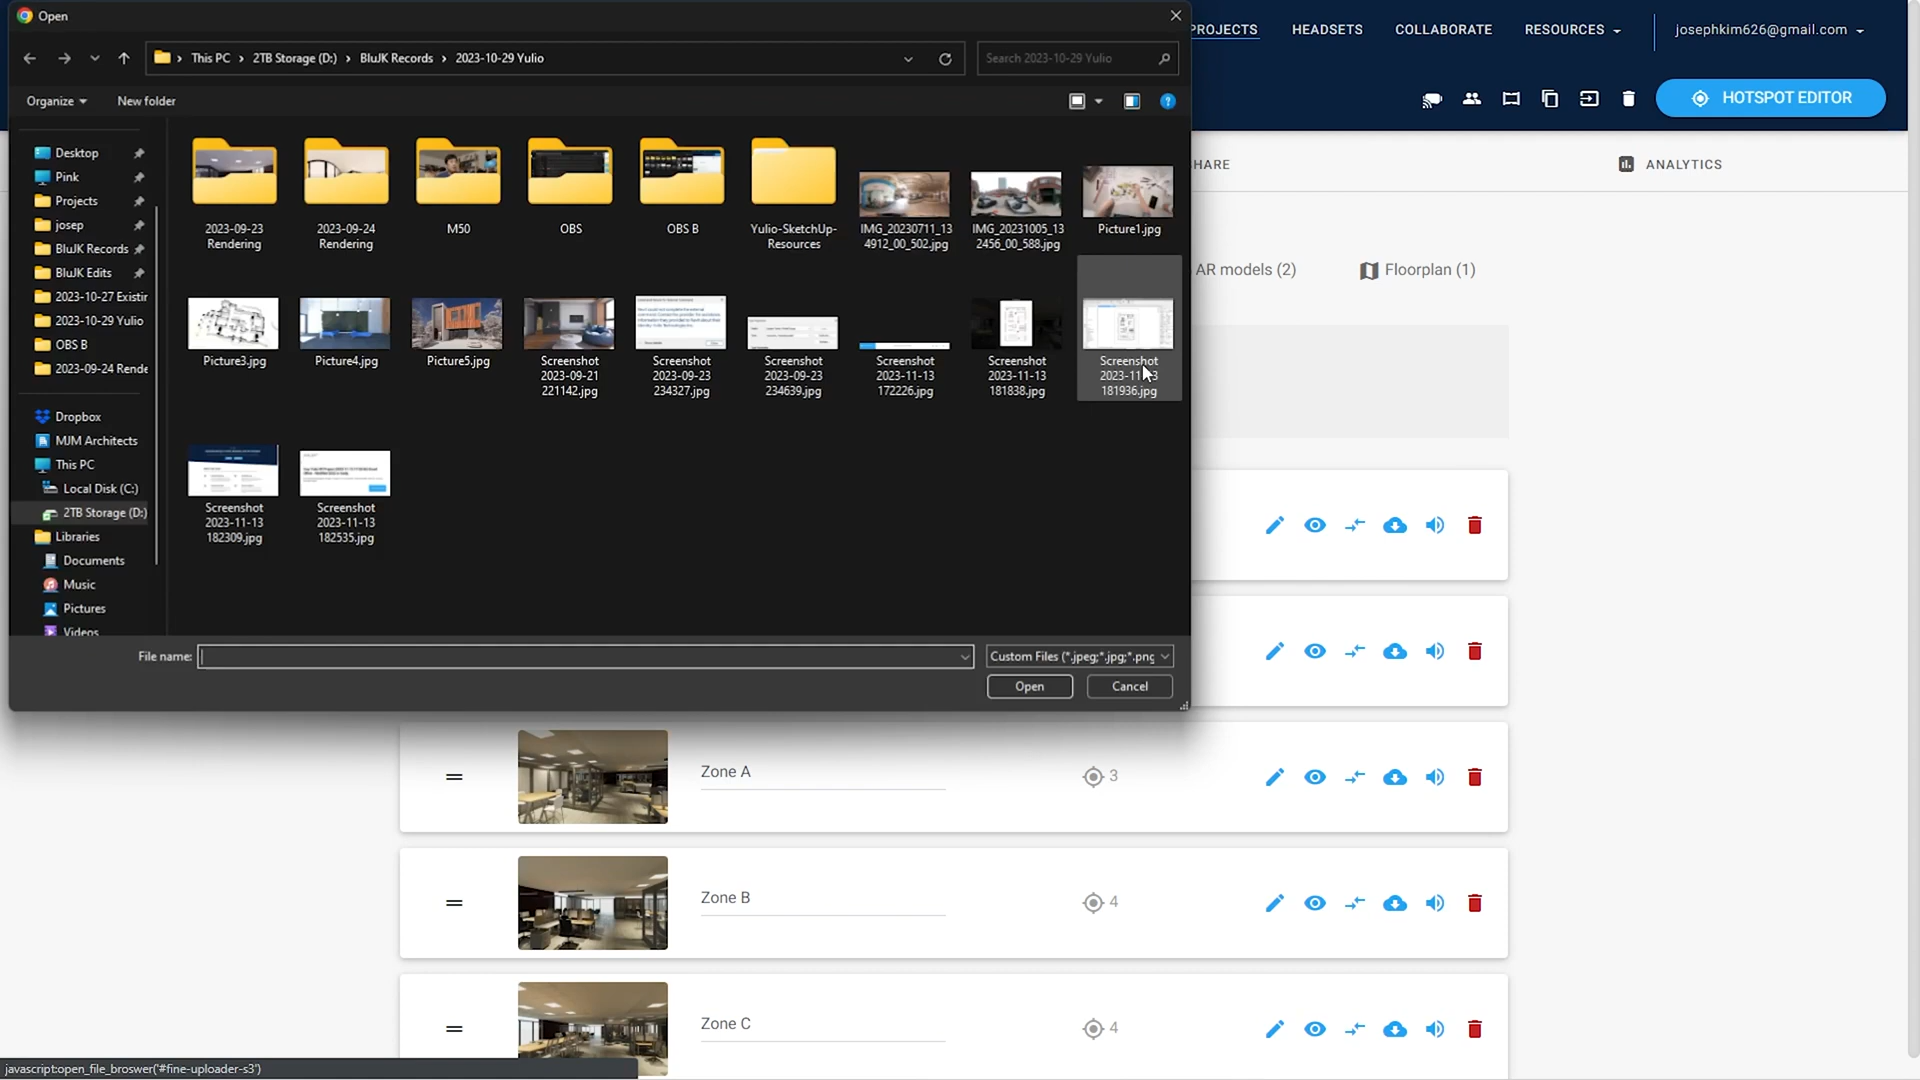 Open
PROJECTS
HEADSETS
COLLABORATE
RESOURCES
josephkim626@gmail.com
This PC > 2TB Storage (D:) > BluJK Records > 2023-10-29 Yulio
Search 2023-10-29 Yulio
Organize
New folder
HOTSPOT EDITOR
HARE
ANALYTICS
AR models (2)
Floorplan (1)
Desktop
Pink
Projects
josep
BluJK Records
BluJK Edits
2023-10-27 Existir
2023-10-29 Yulio
OBS B
2023-09-24 Rende
Dropbox
MJM Architects
This PC
Local Disk (C:)
2TB Storage (D:)
Libraries
Documents
Music
Pictures
Videos
2023-09-23
Rendering
2023-09-24
Rendering
M50
OBS
OBS B
Yulio-SketchUp-
Resources
IMG_20230711_13
4912_00_502.jpg
IMG_20231005_13
2456_00_588.jpg
Picture1.jpg
Picture3.jpg
Picture4.jpg
Picture5.jpg
Screenshot
2023-09-21
221142.jpg
Screenshot
2023-09-23
234327.jpg
Screenshot
2023-09-23
234639.jpg
Screenshot
2023-11-13
172226.jpg
Screenshot
2023-11-13
181838.jpg
Screenshot
2023-11-13
181936.jpg
Screenshot
2023-11-13
182309.jpg
Screenshot
2023-11-13
182535.jpg
File name:
Custom Files (*.jpeg;*.jpg;*.png
Open
Cancel
Zone A
3
Zone B
4
Zone C
4
javascript:open_file_broswer('#fine-uploader-s3')